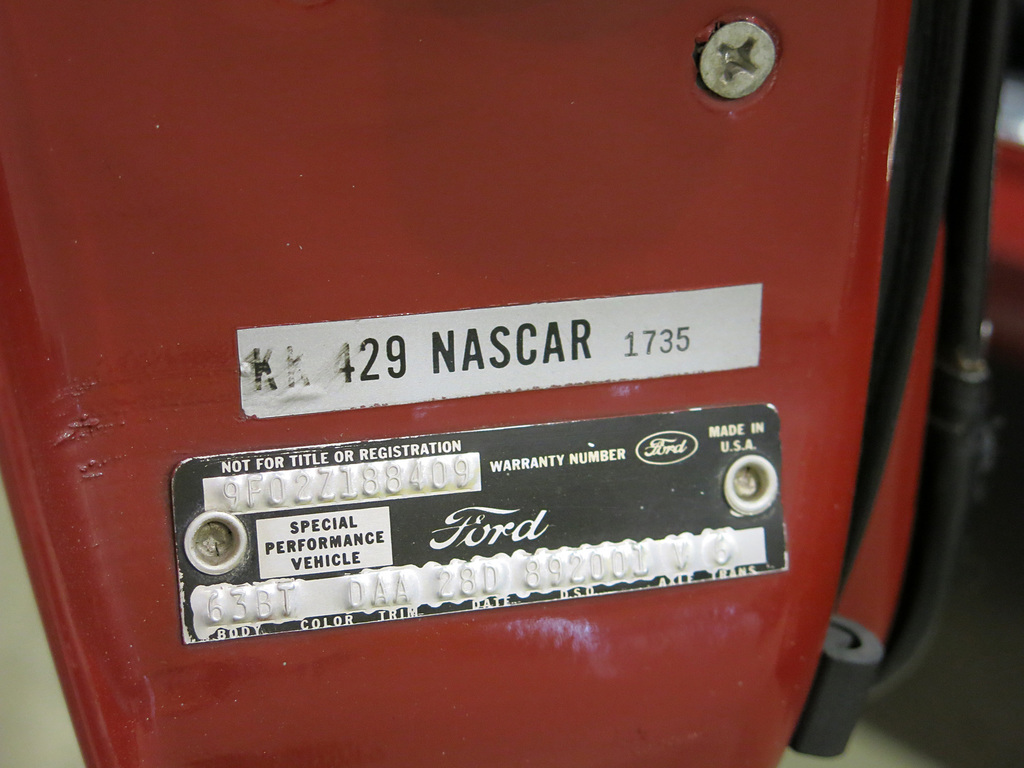 KK 429 NASCAR 1735
NOT FOR TITLE OR REGISTRATION
WARRANTY NUMBER
Ford
MADE IN
U.S.A.
9F02Z188409
SPECIAL
PERFORMANCE
VEHICLE
Ford
63BT DAA 28D 892001 V 6
BODY COLOR TRIM DATE D.S.O. AXLE TRANS